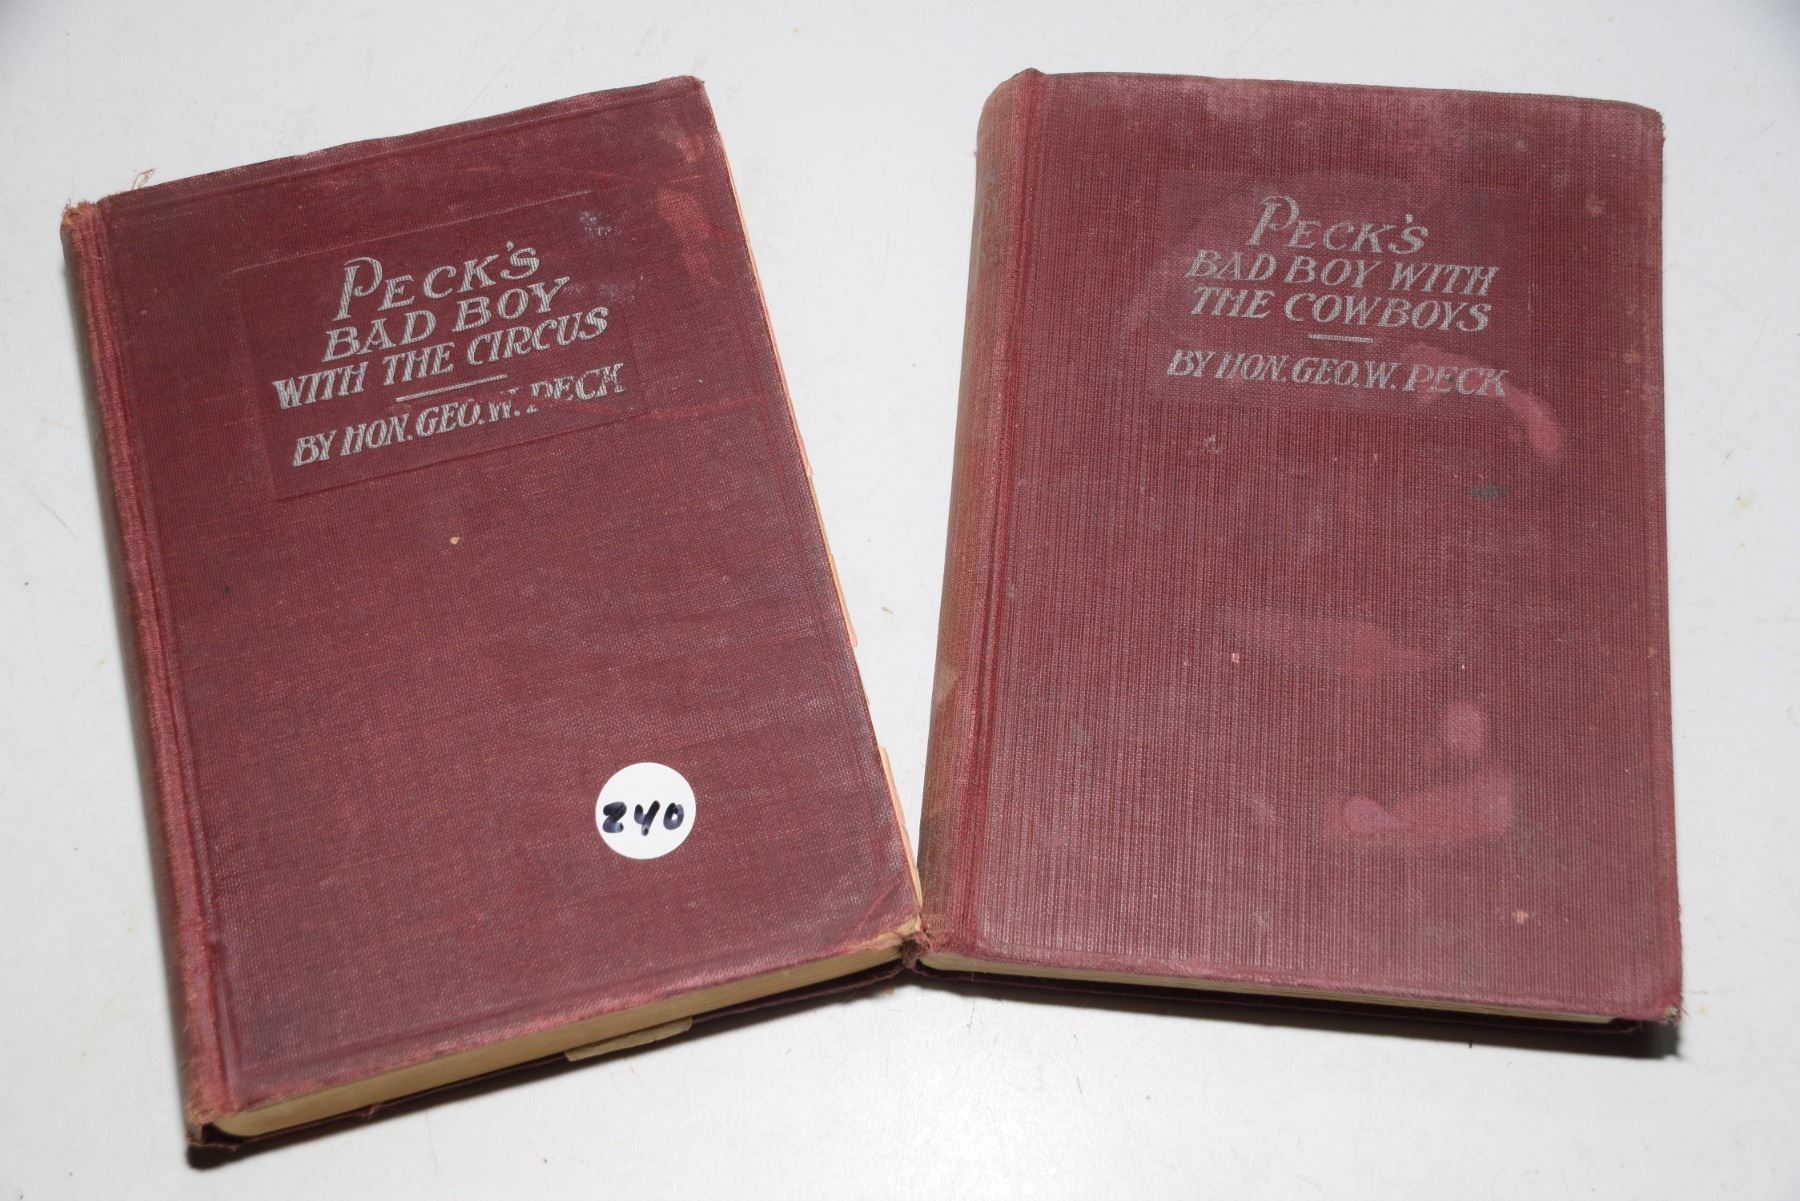 PECK'S
BAD BOY
WITH THE CIRCUS
BY HON. GEO. W. PECK
240
PECK'S
BAD BOY WITH
THE COWBOYS
BY HON. GEO. W. PECK